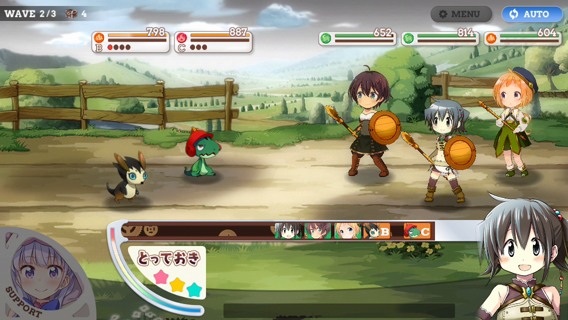 WAVE 2/3 4
MENU
AUTO
798
B
887
C
652
814
604
B
C
とっておき
SUPPORT